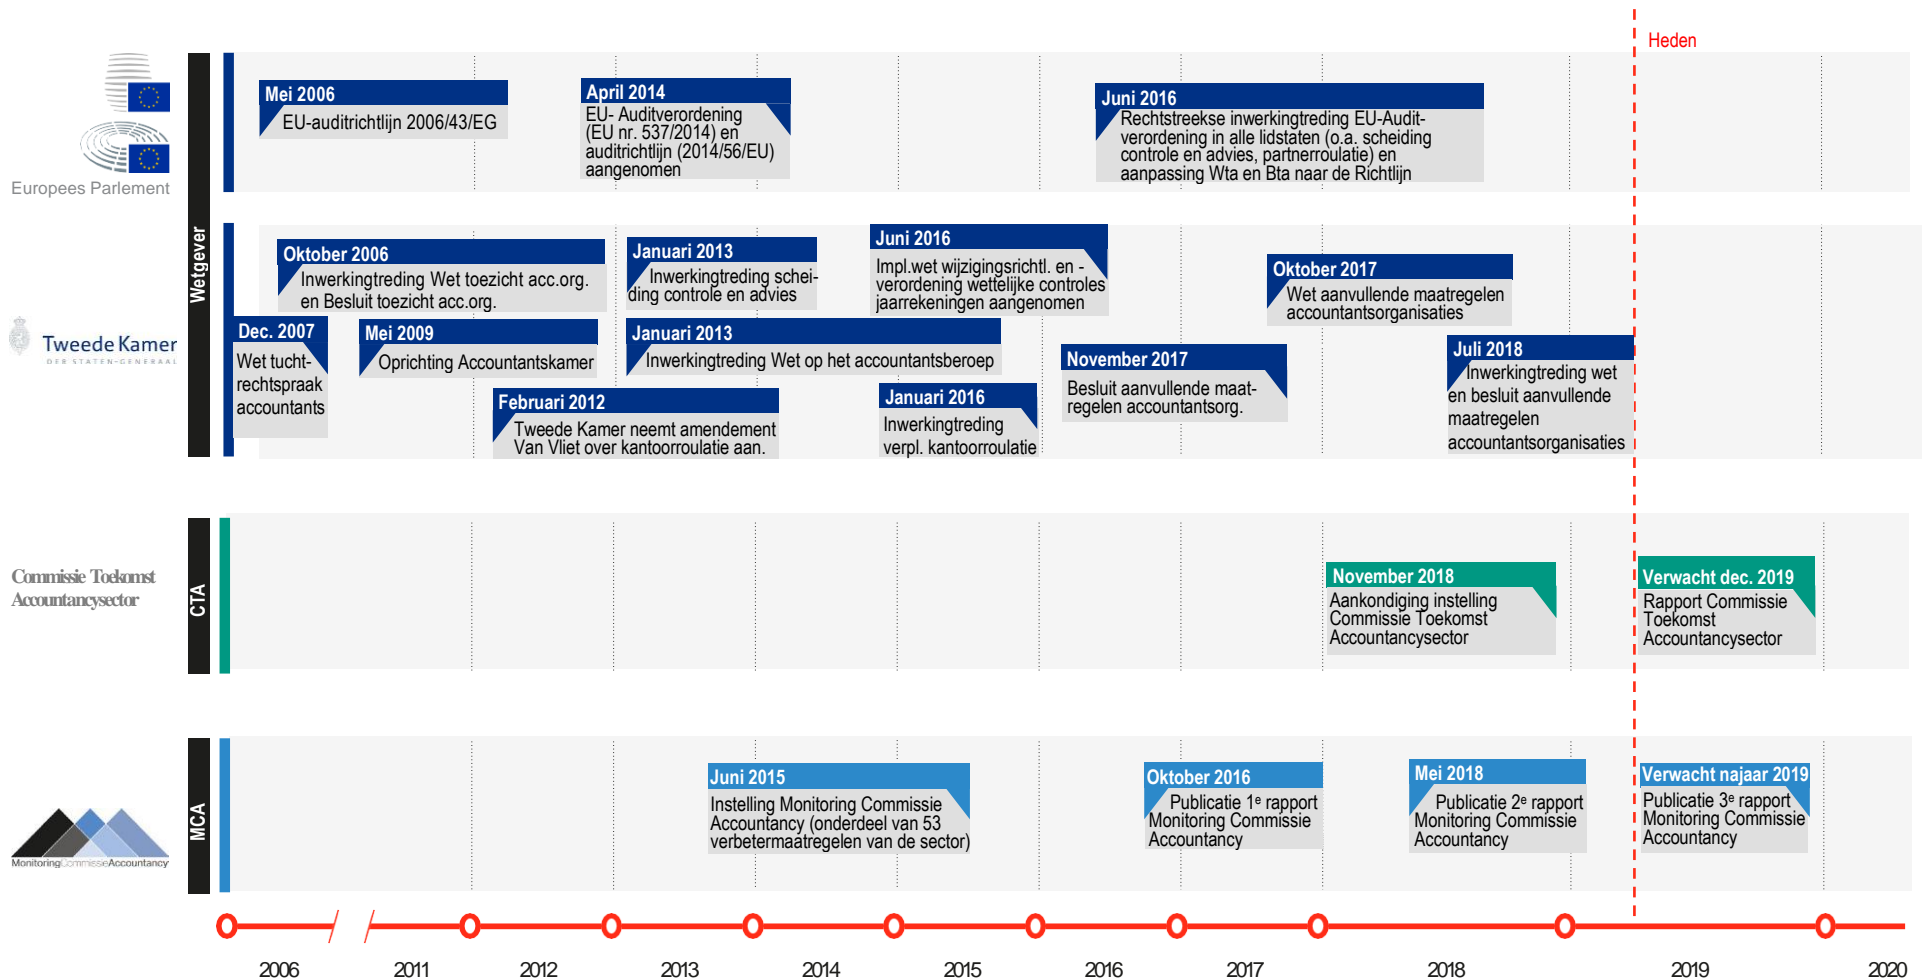 Heden
Europees Parlement
Wetgever
Mei 2006
EU-auditrichtlijn 2006/43/EG
April 2014
EU- Auditverordening
(EU nr. 537/2014) en
auditrichtlijn (2014/56/EU)
aangenomen
Juni 2016
Rechtstreekse inwerkingtreding EU-Audit-
verordening in alle lidstaten (o.a. scheiding
controle en advies, partnerroulatie) en
aanpassing Wta en Bta naar de Richtlijn
Tweede Kamer
DER STATEN-GENERAAL
Oktober 2006
Inwerkingtreding Wet toezicht acc.org.
en Besluit toezicht acc.org.
Dec. 2007
Wet tucht-
rechtspraak
accountants
Mei 2009
Oprichting Accountantskamer
Februari 2012
Tweede Kamer neemt amendement
Van Vliet over kantoorroulatie aan.
Januari 2013
Inwerkingtreding schei-
ding controle en advies
Januari 2013
Inwerkingtreding Wet op het accountantsberoep
Juni 2016
Impl.wet wijzigingsrichtl. en -
verordening wettelijke controles
jaarrekeningen aangenomen
Januari 2016
Inwerkingtreding
verpl. kantoorroulatie
November 2017
Besluit aanvullende maat-
regelen accountantsorg.
Oktober 2017
Wet aanvullende maatregelen
accountantsorganisaties
Juli 2018
Inwerkingtreding wet
en besluit aanvullende
maatregelen
accountantsorganisaties
Commissie Toekomst
Accountancysector
CTA
November 2018
Aankondiging instelling
Commissie Toekomst
Accountancysector
Verwacht dec. 2019
Rapport Commissie
Toekomst
Accountancysector
MonitoringCommissieAccountancy
MCA
Juni 2015
Instelling Monitoring Commissie
Accountancy (onderdeel van 53
verbetermaatregelen van de sector)
Oktober 2016
Publicatie 1e rapport
Monitoring Commissie
Accountancy
Mei 2018
Publicatie 2e rapport
Monitoring Commissie
Accountancy
Verwacht najaar 2019
Publicatie 3e rapport
Monitoring Commissie
Accountancy
2006 2011 2012 2013 2014 2015 2016 2017 2018 2019 2020